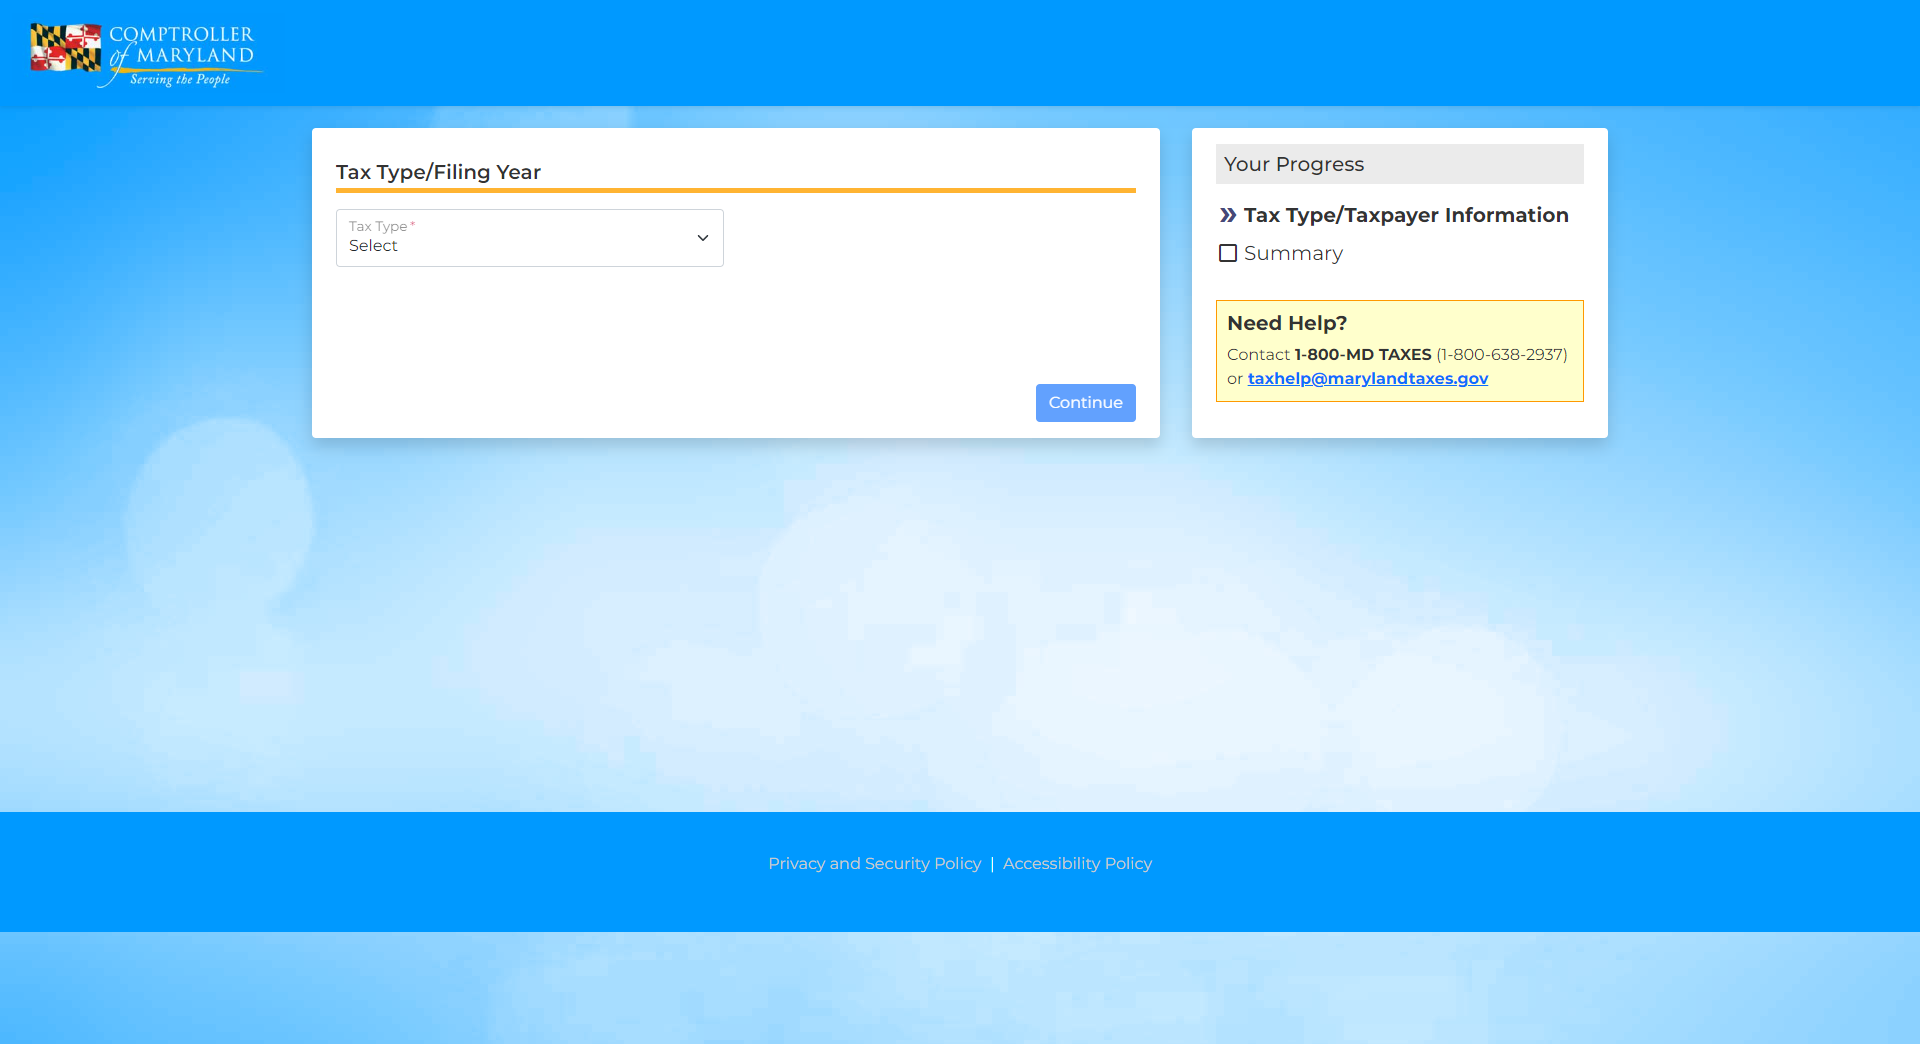 COMPTROLLER
of MARYLAND
Serving the People
Tax Type/Filing Year
Tax Type *
Select
Continue
Your Progress
Tax Type/Taxpayer Information
Summary
Need Help?
Contact 1-800-MD TAXES (1-800-638-2937)
or taxhelp@marylandtaxes.gov
Privacy and Security Policy | Accessibility Policy